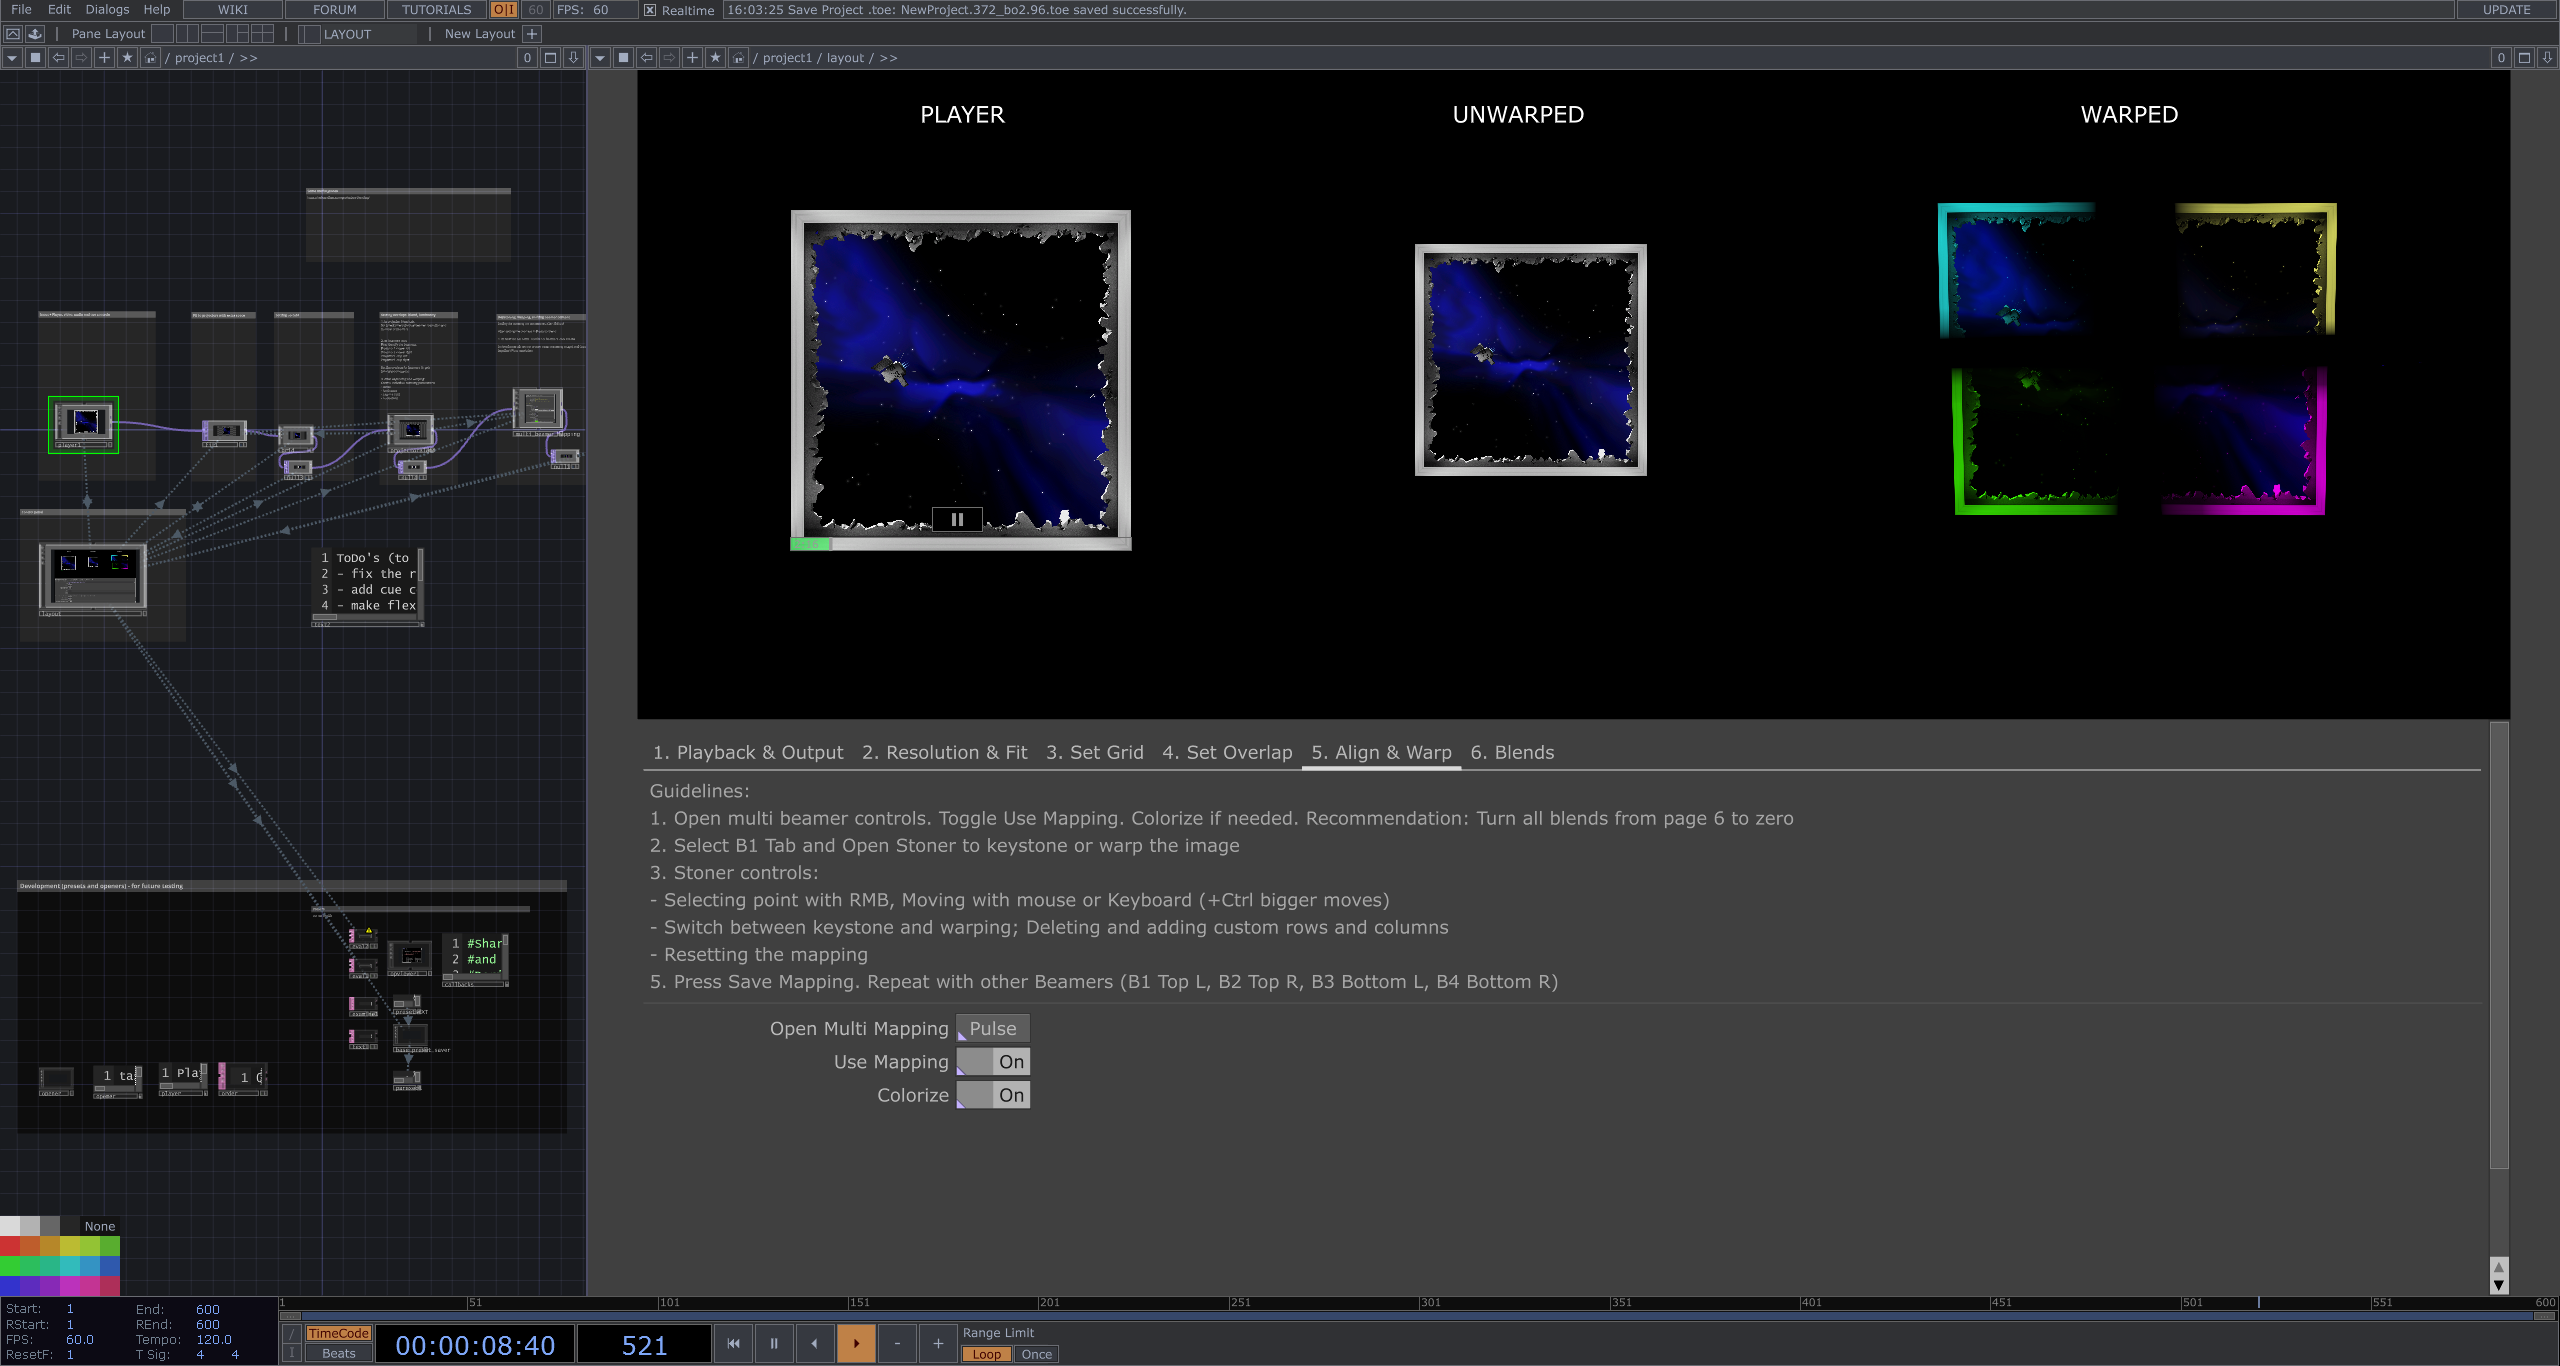 File Edit Dialogs Help WIKI FORUM TUTORIALS O|I 60 FPS: 60 Realtime 16:03:25 Save Project .toe: NewProject.372_bo2.96.toe saved successfully. UPDATE
Pane Layout LAYOUT New Layout
/ project1 / >> 0 / project1 / layout / >> 0
PLAYER UNWARPED WARPED
1 ToDo's (to
2 - fix the r
3 - add cue c
4 - make flex
layout
1. Playback & Output 2. Resolution & Fit 3. Set Grid 4. Set Overlap 5. Align & Warp 6. Blends
Guidelines:
1. Open multi beamer controls. Toggle Use Mapping. Colorize if needed. Recommendation: Turn all blends from page 6 to zero
2. Select B1 Tab and Open Stoner to keystone or warp the image
3. Stoner controls:
- Selecting point with RMB, Moving with mouse or Keyboard (+Ctrl bigger moves)
- Switch between keystone and warping; Deleting and adding custom rows and columns
- Resetting the mapping
5. Press Save Mapping. Repeat with other Beamers (B1 Top L, B2 Top R, B3 Bottom L, B4 Bottom R)
Open Multi Mapping Pulse
Use Mapping On
Colorize On
Development (presets and openers) - for future testing
1 #Shar
2 #and
callbacks
1 ta
1 Pla
1
opener
player
order
None
Start: 1 End: 600
RStart: 1 REnd: 600
FPS: 60.0 Tempo: 120.0
ResetF: 1 T Sig: 4 4
1 51 101 151 201 251 301 351 401 451 501 551 600
TimeCode
Beats
00:00:08:40 521
Range Limit
Loop Once